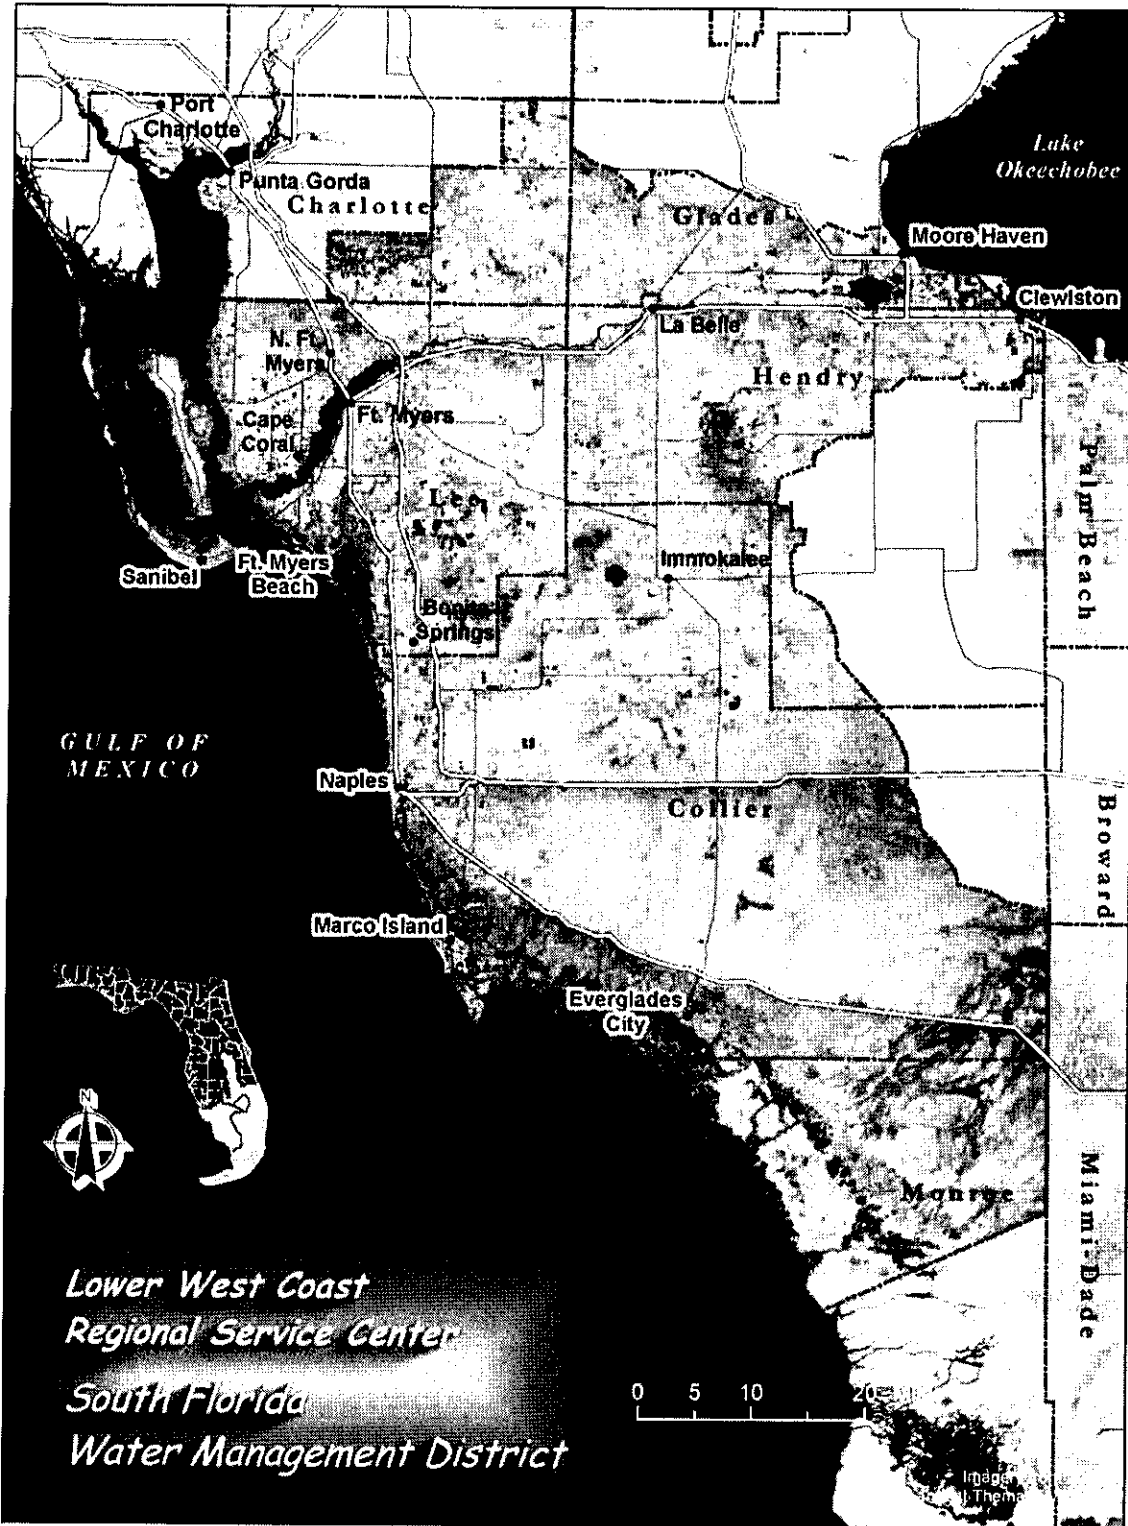 Port
Charlotte
Lake
Okeechobee
Punta Gorda
Charlotte
Glades
Moore Haven
Clewiston
La Belle
N. Ft.
Myers
Hendry
Cape
Coral
Ft. Myers
Palm Beach
Lee
Immokalee
Sanibel
Ft. Myers
Beach
Bonita
Springs
GULF OF
MEXICO
Naples
Collier
Broward
Marco Island
Everglades
City
N
Monroe
Miami-Dade
Lower West Coast
Regional Service Center
South Florida
Water Management District
0 5 10 20